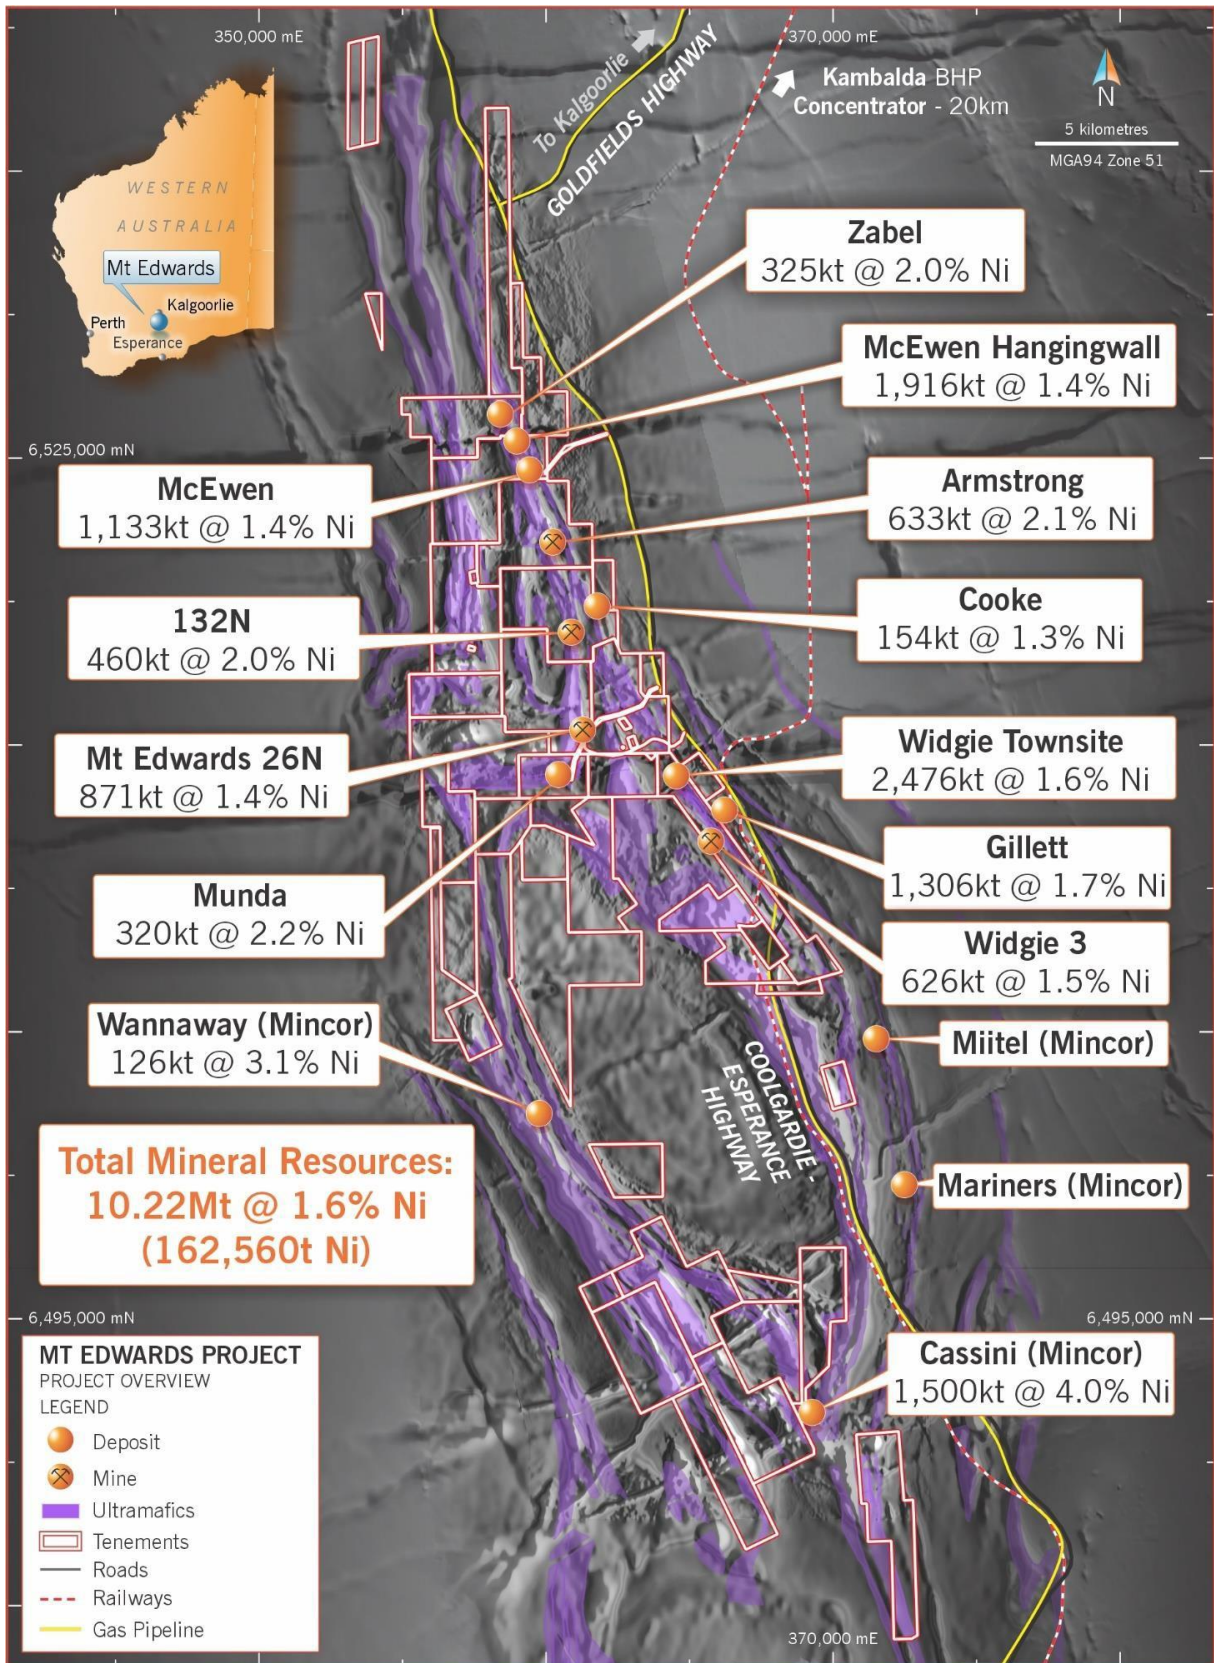 350,000 mE
370,000 mE
To Kalgoorlie
GOLDFIELDS HIGHWAY
Kambalda BHP
Concentrator - 20km
N
5 kilometres
MGA94 Zone 51
WESTERN
AUSTRALIA
Mt Edwards
Kalgoorlie
Perth
Esperance
Zabel
325kt @ 2.0% Ni
McEwen Hangingwall
1,916kt @ 1.4% Ni
6,525,000 mN
McEwen
1,133kt @ 1.4% Ni
Armstrong
633kt @ 2.1% Ni
132N
460kt @ 2.0% Ni
Cooke
154kt @ 1.3% Ni
Mt Edwards 26N
871kt @ 1.4% Ni
Widgie Townsite
2,476kt @ 1.6% Ni
Gillett
1,306kt @ 1.7% Ni
Munda
320kt @ 2.2% Ni
Widgie 3
626kt @ 1.5% Ni
Wannaway (Mincor)
126kt @ 3.1% Ni
Miitel (Mincor)
COOLGARDIE -
ESPERANCE
HIGHWAY
Mariners (Mincor)
Total Mineral Resources:
10.22Mt @ 1.6% Ni
(162,560t Ni)
6,495,000 mN
6,495,000 mN
Cassini (Mincor)
1,500kt @ 4.0% Ni
MT EDWARDS PROJECT
PROJECT OVERVIEW
LEGEND
Deposit
Mine
Ultramafics
Tenements
Roads
Railways
Gas Pipeline
370,000 mE